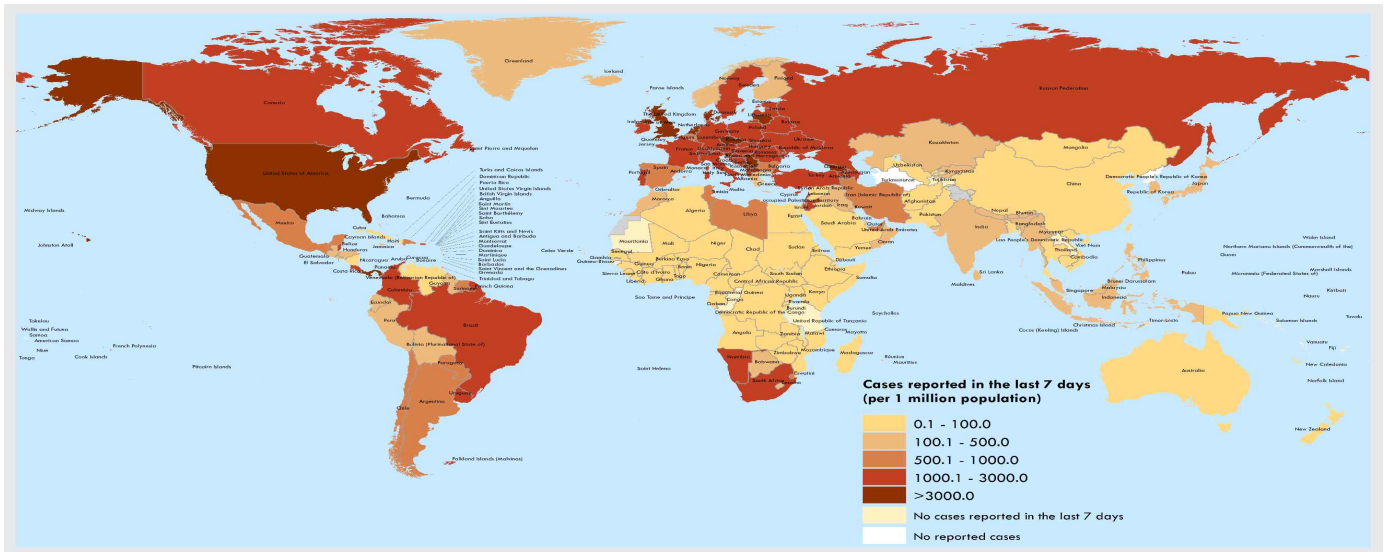 Greenland
Iceland
Faroe Islands
Norway
Sweden
Finland
Russian Federation
Canada
The United Kingdom
Guernsey
Jersey
Poland
Germany
France
Ukraine
Republic of Moldova
Saint Pierre and Miquelon
United States of America
Spain
Andorra
Portugal
Gibraltar
Malta
Greece
Bulgaria
Kazakhstan
Mongolia
Uzbekistan
Kyrgyzstan
Tajikistan
Turkmenistan
China
Democratic People's Republic of Korea
Republic of Korea
Japan
Turks and Caicos Islands
Dominican Republic
Puerto Rico
United States Virgin Islands
British Virgin Islands
Anguilla
Saint Martin
Sint Maarten
Saint Barthélemy
Saba
Sint Eustatius
Saint Kitts and Nevis
Antigua and Barbuda
Montserrat
Guadeloupe
Dominica
Martinique
Saint Lucia
Barbados
Saint Vincent and the Grenadines
Grenada
Trinidad and Tobago
Bermuda
Bahamas
Midway Islands
Johnston Atoll
Mexico
Cuba
Cayman Islands
Belize
Haiti
Jamaica
Honduras
Guatemala
El Salvador
Nicaragua
Aruba
Curacao
Bonaire
Costa Rica
Panama
Venezuela (Bolivarian Republic of)
Guyana
Suriname
French Guiana
Colombia
Ecuador
Peru
Brazil
Bolivia (Plurinational State of)
Paraguay
Uruguay
Argentina
Chile
Falkland Islands (Malvinas)
Morocco
Algeria
Tunisia
Libya
Egypt
Cyprus
Syrian Arab Republic
Lebanon
Iraq
Kuwait
Iran (Islamic Republic of)
Afghanistan
Pakistan
Bahrain
Qatar
United Arab Emirates
Saudi Arabia
Oman
Yemen
Nepal
Bhutan
Bangladesh
India
Myanmar
Lao People's Democratic Republic
Viet Nam
Thailand
Cambodia
Sri Lanka
Maldives
Philippines
Brunei Darussalam
Malaysia
Singapore
Indonesia
Palau
Guam
Northern Mariana Islands (Commonwealth of the)
Wake Island
Marshall Islands
Micronesia (Federated States of)
Kiribati
Nauru
Tuvalu
Solomon Islands
Papua New Guinea
Timor-Leste
Christmas Island
Cocos (Keeling) Islands
Vanuatu
Fiji
New Caledonia
Norfolk Island
Australia
New Zealand
Cabo Verde
Mauritania
Senegal
Gambia
Guinea-Bissau
Guinea
Sierra Leone
Liberia
Côte d'Ivoire
Mali
Burkina Faso
Ghana
Togo
Benin
Niger
Nigeria
Chad
Sudan
Eritrea
Djibouti
Ethiopia
Somalia
South Sudan
Cameroon
Central African Republic
Equatorial Guinea
Sao Tome and Principe
Gabon
Congo
Democratic Republic of the Congo
Uganda
Kenya
Rwanda
Burundi
United Republic of Tanzania
Seychelles
Comoros
Mayotte
Angola
Zambia
Malawi
Mozambique
Zimbabwe
Madagascar
Réunion
Mauritius
Namibia
Botswana
Eswatini
Lesotho
South Africa
Saint Helena
Tokelau
Wallis and Futuna
Samoa
American Samoa
Niue
Tonga
Cook Islands
French Polynesia
Pitcairn Islands
Cases reported in the last 7 days
(per 1 million population)
0.1 - 100.0
100.1 - 500.0
500.1 - 1000.0
1000.1 - 3000.0
>3000.0
No cases reported in the last 7 days
No reported cases